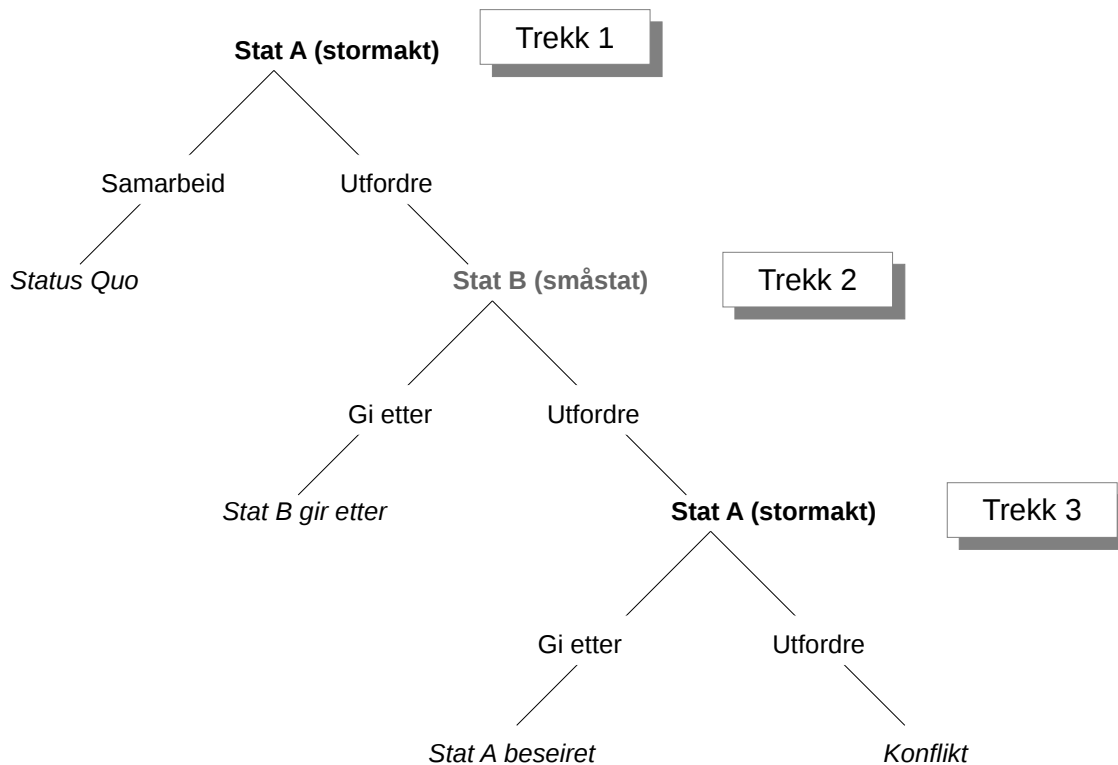 Stat A (stormakt)
Trekk 1
Samarbeid
Utfordre
Status Quo
Stat B (småstat)
Trekk 2
Gi etter
Utfordre
Stat B gir etter
Stat A (stormakt)
Trekk 3
Gi etter
Utfordre
Stat A beseiret
Konflikt